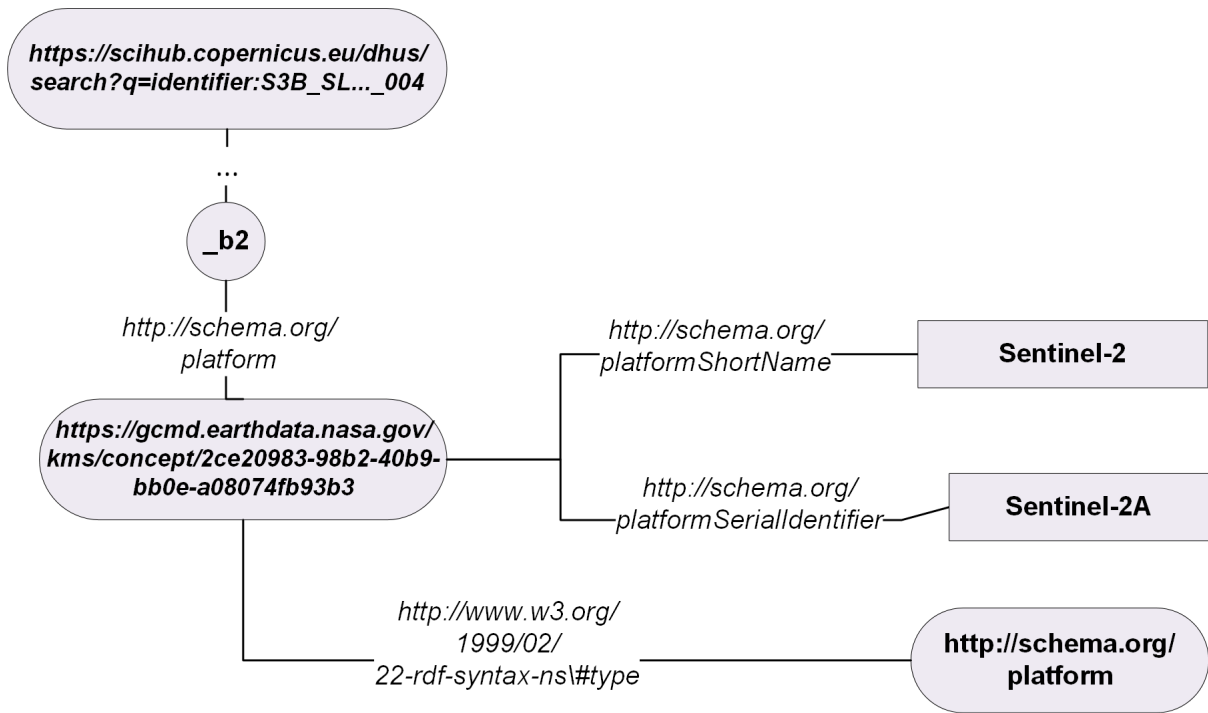 https://scihub.copernicus.eu/dhus/
search?q=identifier:S3B_SL..._004
...
_b2
http://schema.org/
platform
http://schema.org/
platformShortName
Sentinel-2
https://gcmd.earthdata.nasa.gov/
kms/concept/2ce20983-98b2-40b9-
bb0e-a08074fb93b3
http://schema.org/
platformSerialIdentifier
Sentinel-2A
http://www.w3.org/
1999/02/
22-rdf-syntax-ns\#type
http://schema.org/
platform